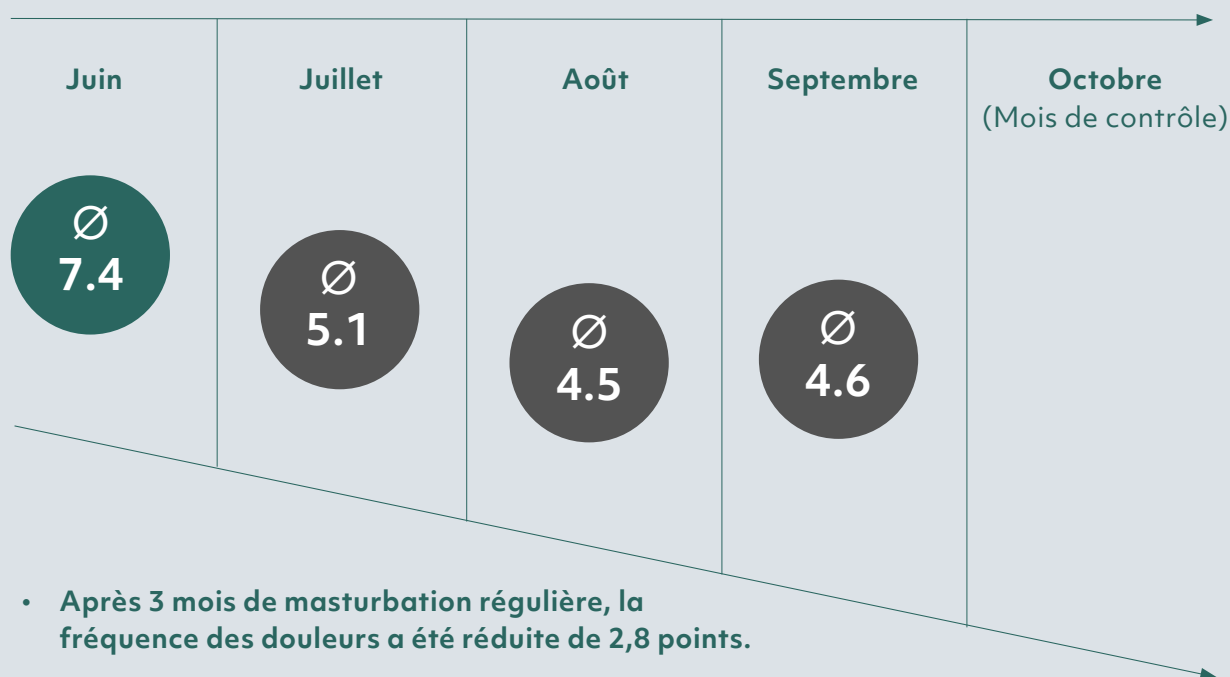 Juin
Juillet
Août
Septembre
Octobre
(Mois de contrôle)
Ø
7.4
Ø
5.1
Ø
4.5
Ø
4.6
• Après 3 mois de masturbation régulière, la
fréquence des douleurs a été réduite de 2,8 points.